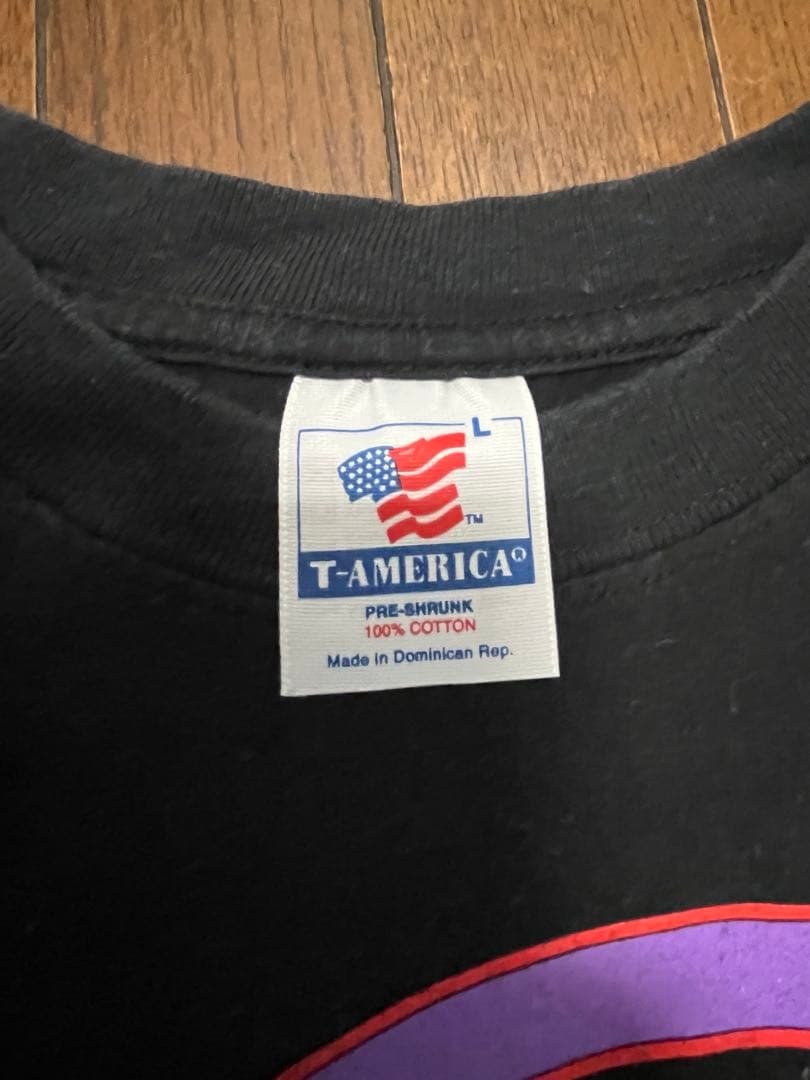 L
TM
T-AMERICA®
PRE-SHRUNK
100% COTTON
Made in Dominican Rep.